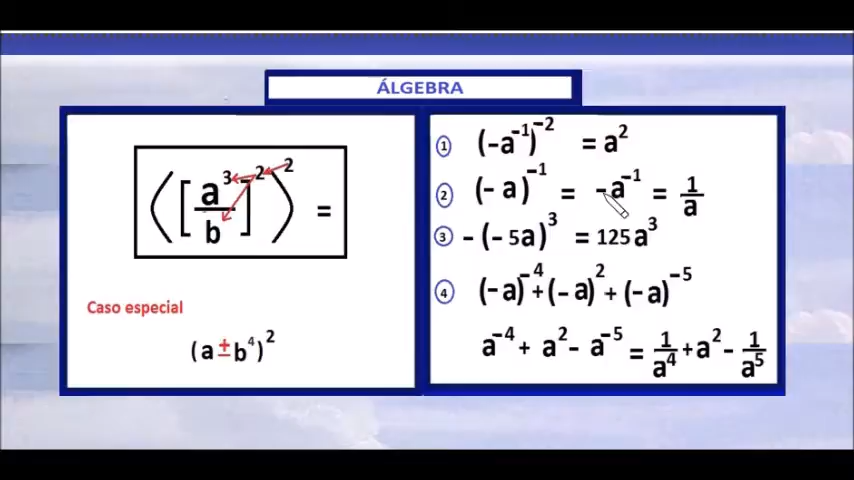 ÁLGEBRA
⟨[a³/b]⁻²⟩² =
Caso especial
(a ± b⁴)²
1 (-a⁻¹)⁻² = a²
2 (- a)⁻¹ = -a⁻¹ = 1/a
3 - (- 5a)³ = 125a³
4 (- a)⁻⁴ + (- a)² + (- a)⁻⁵
a⁻⁴ + a² - a⁻⁵ = 1/a⁴ + a² - 1/a⁵